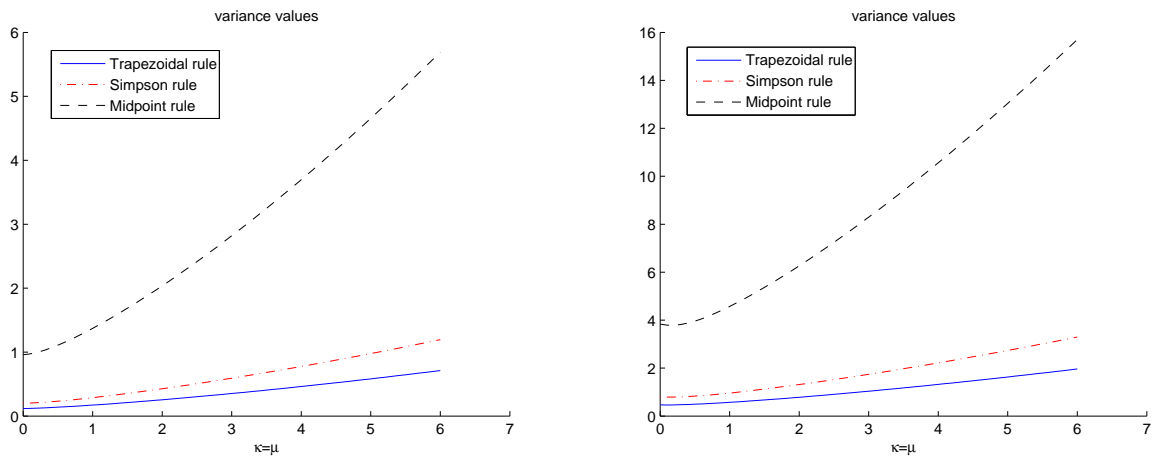 variance values
6
5
4
3
2
1
0
Trapezoidal rule
Simpson rule
Midpoint rule
0 1 2 3 4 5 6 7
κ=μ
variance values
16
14
12
10
8
6
4
2
0
Trapezoidal rule
Simpson rule
Midpoint rule
0 1 2 3 4 5 6 7
κ=μ